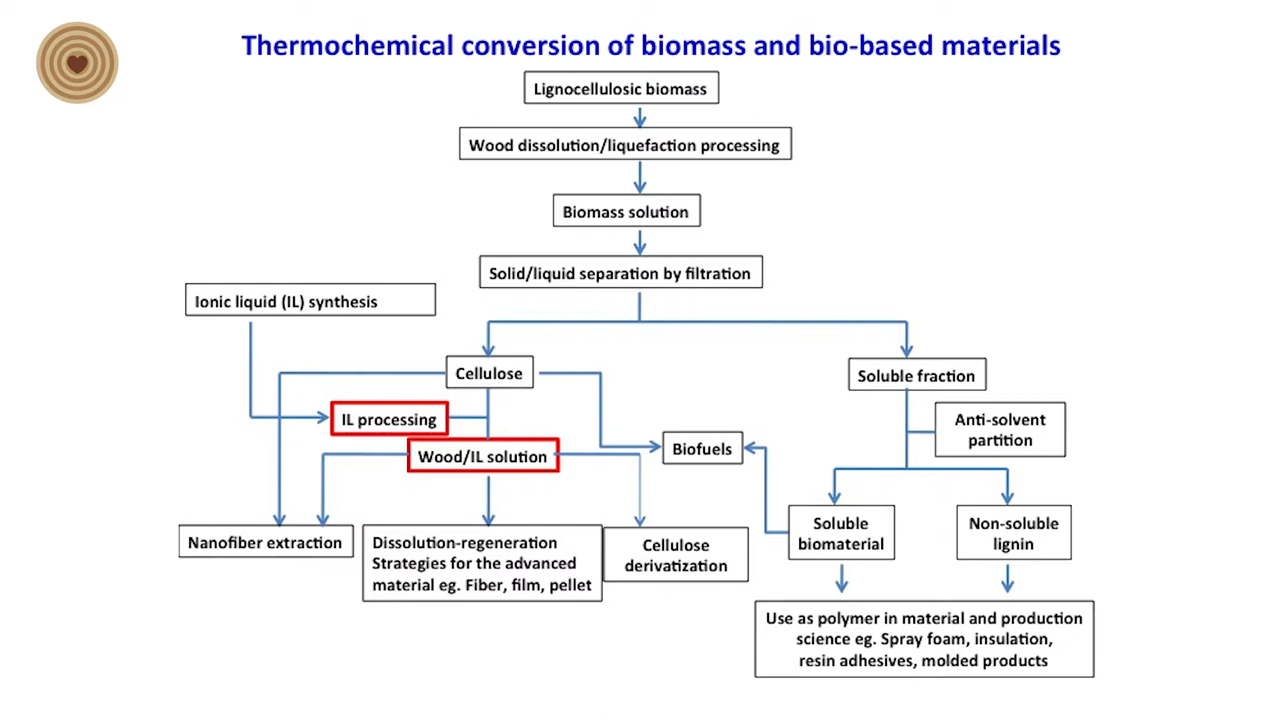 Thermochemical conversion of biomass and bio-based materials
Lignocellulosic biomass
Wood dissolution/liquefaction processing
Biomass solution
Solid/liquid separation by filtration
Ionic liquid (IL) synthesis
Cellulose
Soluble fraction
IL processing
Anti-solvent
partition
Wood/IL solution
Biofuels
Nanofiber extraction
Dissolution-regeneration
Strategies for the advanced
material eg. Fiber, film, pellet
Cellulose
derivatization
Soluble
biomaterial
Non-soluble
lignin
Use as polymer in material and production
science eg. Spray foam, insulation,
resin adhesives, molded products